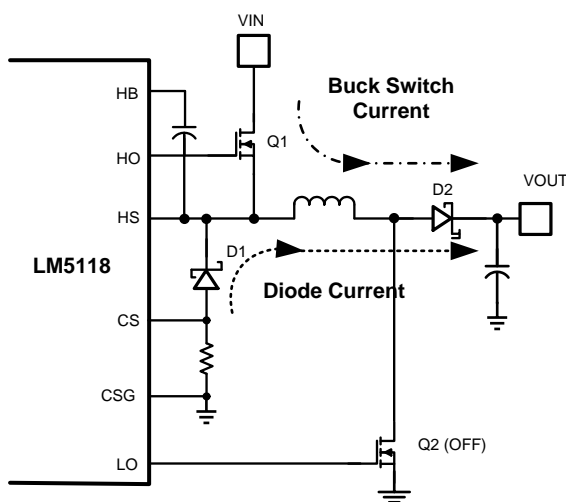 VIN
HB
Buck Switch
Current
HO
Q1
VOUT
D2
HS
LM5118
D1
Diode Current
CS
CSG
Q2 (OFF)
LO